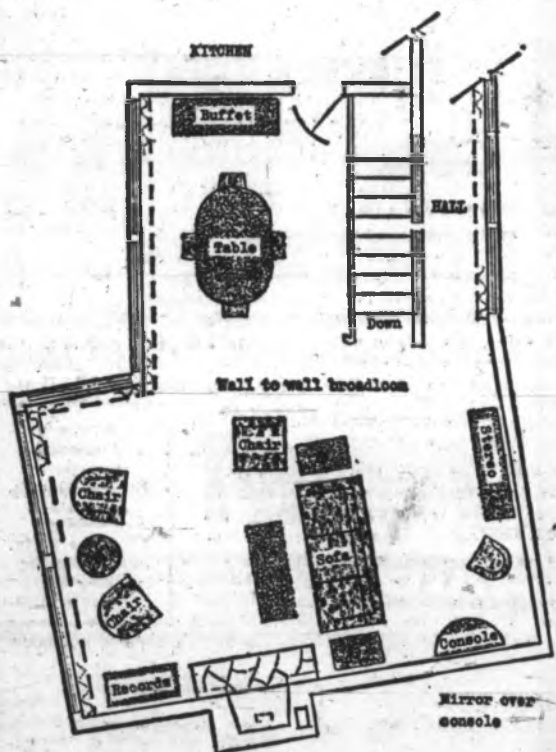 KITCHEN
Buffet
HALL
Table
Down
Wall to wall broadloom
Chair
Stereo
Chair
Sofa
Chair
Console
Records
Mirror over
console